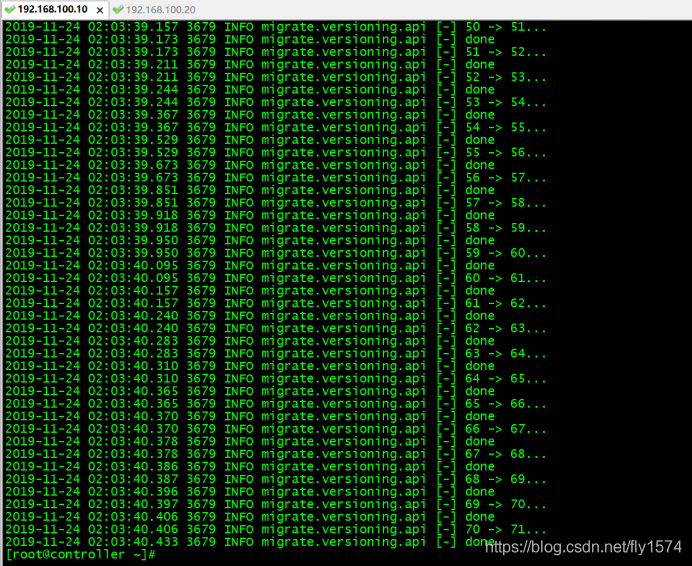 192.168.100.10 × 192.168.100.20
2019-11-24 02:03:39.157 3679 INFO migrate.versioning.api [-] 50 -> 51...
2019-11-24 02:03:39.173 3679 INFO migrate.versioning.api [-] done
2019-11-24 02:03:39.173 3679 INFO migrate.versioning.api [-] 51 -> 52...
2019-11-24 02:03:39.211 3679 INFO migrate.versioning.api [-] done
2019-11-24 02:03:39.211 3679 INFO migrate.versioning.api [-] 52 -> 53...
2019-11-24 02:03:39.244 3679 INFO migrate.versioning.api [-] done
2019-11-24 02:03:39.244 3679 INFO migrate.versioning.api [-] 53 -> 54...
2019-11-24 02:03:39.367 3679 INFO migrate.versioning.api [-] done
2019-11-24 02:03:39.367 3679 INFO migrate.versioning.api [-] 54 -> 55...
2019-11-24 02:03:39.529 3679 INFO migrate.versioning.api [-] done
2019-11-24 02:03:39.529 3679 INFO migrate.versioning.api [-] 55 -> 56...
2019-11-24 02:03:39.673 3679 INFO migrate.versioning.api [-] done
2019-11-24 02:03:39.673 3679 INFO migrate.versioning.api [-] 56 -> 57...
2019-11-24 02:03:39.851 3679 INFO migrate.versioning.api [-] done
2019-11-24 02:03:39.851 3679 INFO migrate.versioning.api [-] 57 -> 58...
2019-11-24 02:03:39.918 3679 INFO migrate.versioning.api [-] done
2019-11-24 02:03:39.918 3679 INFO migrate.versioning.api [-] 58 -> 59...
2019-11-24 02:03:39.950 3679 INFO migrate.versioning.api [-] done
2019-11-24 02:03:39.950 3679 INFO migrate.versioning.api [-] 59 -> 60...
2019-11-24 02:03:40.095 3679 INFO migrate.versioning.api [-] done
2019-11-24 02:03:40.095 3679 INFO migrate.versioning.api [-] 60 -> 61...
2019-11-24 02:03:40.157 3679 INFO migrate.versioning.api [-] done
2019-11-24 02:03:40.157 3679 INFO migrate.versioning.api [-] 61 -> 62...
2019-11-24 02:03:40.240 3679 INFO migrate.versioning.api [-] done
2019-11-24 02:03:40.240 3679 INFO migrate.versioning.api [-] 62 -> 63...
2019-11-24 02:03:40.283 3679 INFO migrate.versioning.api [-] done
2019-11-24 02:03:40.283 3679 INFO migrate.versioning.api [-] 63 -> 64...
2019-11-24 02:03:40.310 3679 INFO migrate.versioning.api [-] done
2019-11-24 02:03:40.310 3679 INFO migrate.versioning.api [-] 64 -> 65...
2019-11-24 02:03:40.365 3679 INFO migrate.versioning.api [-] done
2019-11-24 02:03:40.365 3679 INFO migrate.versioning.api [-] 65 -> 66...
2019-11-24 02:03:40.370 3679 INFO migrate.versioning.api [-] done
2019-11-24 02:03:40.370 3679 INFO migrate.versioning.api [-] 66 -> 67...
2019-11-24 02:03:40.378 3679 INFO migrate.versioning.api [-] done
2019-11-24 02:03:40.378 3679 INFO migrate.versioning.api [-] 67 -> 68...
2019-11-24 02:03:40.386 3679 INFO migrate.versioning.api [-] done
2019-11-24 02:03:40.387 3679 INFO migrate.versioning.api [-] 68 -> 69...
2019-11-24 02:03:40.396 3679 INFO migrate.versioning.api [-] done
2019-11-24 02:03:40.397 3679 INFO migrate.versioning.api [-] 69 -> 70...
2019-11-24 02:03:40.406 3679 INFO migrate.versioning.api [-] done
2019-11-24 02:03:40.406 3679 INFO migrate.versioning.api [-] 70 -> 71...
2019-11-24 02:03:40.433 3679 INFO migrate.versioning.api [-] done
[root@controller ~]#
https://blog.csdn.net/fly1574